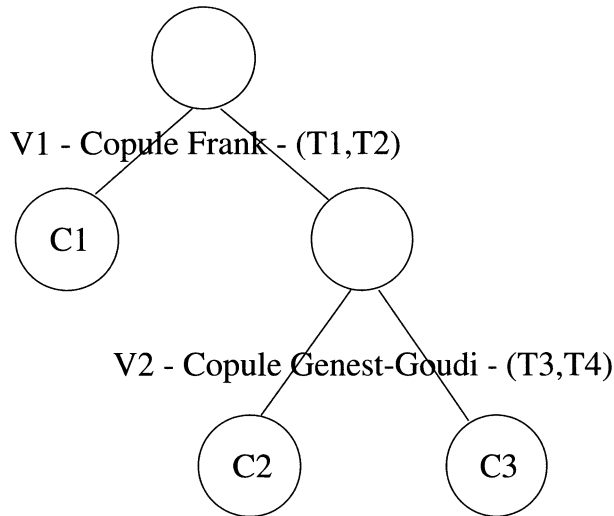 V1 - Copule Frank - (T1,T2)
C1
V2 - Copule Genest-Goudi - (T3,T4)
C2
C3